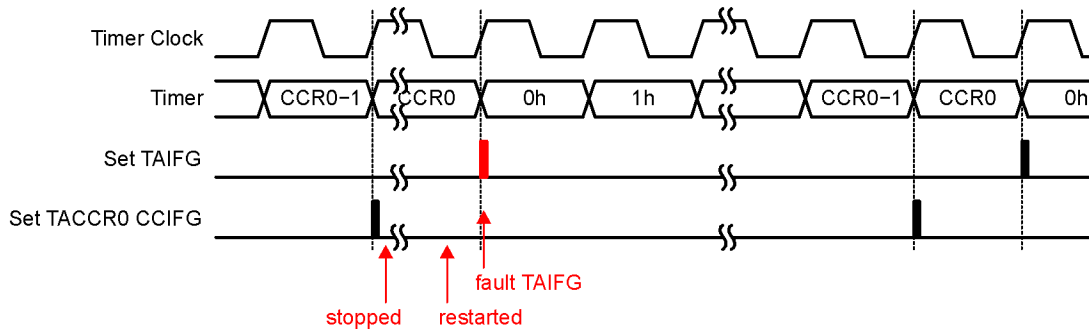 Timer Clock
Timer CCR0−1 CCR0 0h 1h CCR0−1 CCR0 0h
Set TAIFG
Set TACCR0 CCIFG
fault TAIFG
stopped restarted